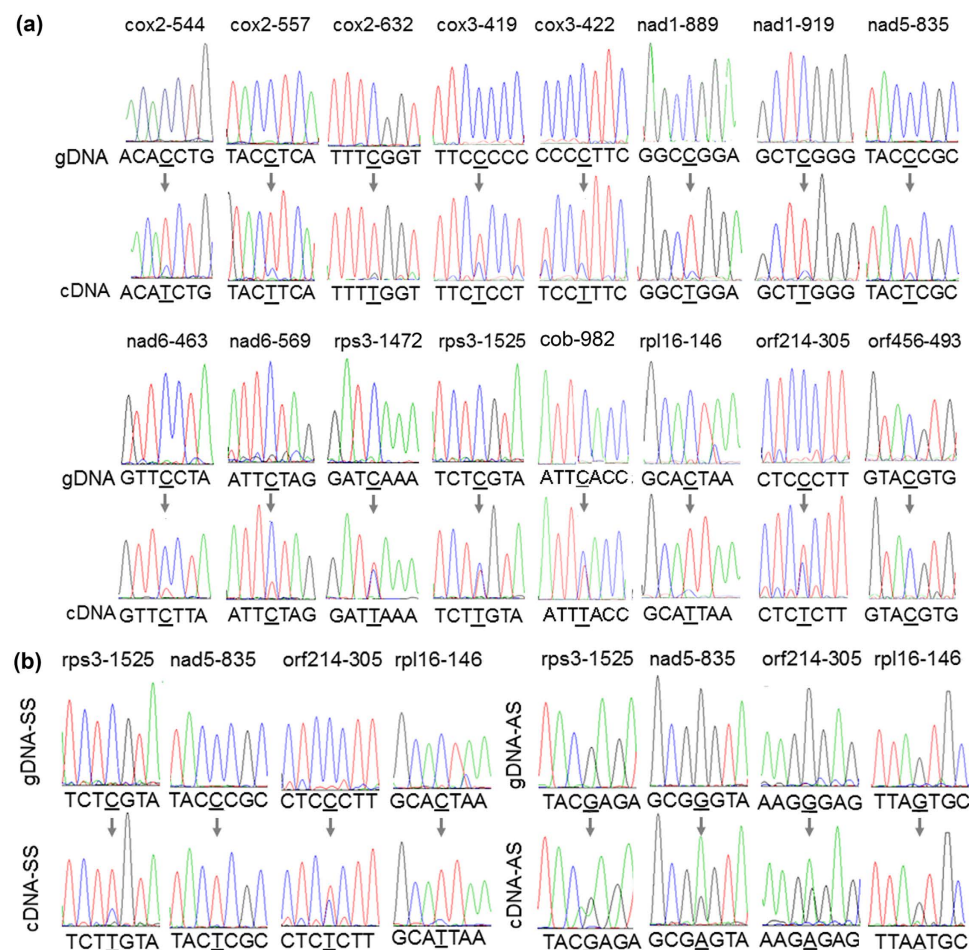 (a)
cox2-544 cox2-557 cox2-632 cox3-419 cox3-422 nad1-889 nad1-919 nad5-835
gDNA ACACCTG TACCTCA TTTCGGT TTCCCCC CCCCTTC GGCCGGA GCTCGGG TACCCGC
cDNA ACATCTG TACTTCA TTTTGGT TTCTCCT TCCTTTC GGCTGGA GCTTGGG TACTCGC
nad6-463 nad6-569 rps3-1472 rps3-1525 cob-982 rpl16-146 orf214-305 orf456-493
gDNA GTTCCTA ATTCTAG GATCAAA TCTCGTA ATTCACC GCACTAA CTCCCTT GTACGTG
cDNA GTTCTTA ATTCTAG GATTAAA TCTTGTA ATTTACC GCATTAA CTCTCTT GTACGTG
(b)
rps3-1525 nad5-835 orf214-305 rpl16-146 rps3-1525 nad5-835 orf214-305 rpl16-146
gDNA-SS TCTCGTA TACCCGC CTCCCTT GCACTAA gDNA-AS TACGAGA GCGGGTA AAGGGAG TTAGTGC
cDNA-SS TCTTGTA TACTCGC CTCTCTT GCATTAA cDNA-AS TACGAGA GCGAGTA AAGAGAG TTAATGC